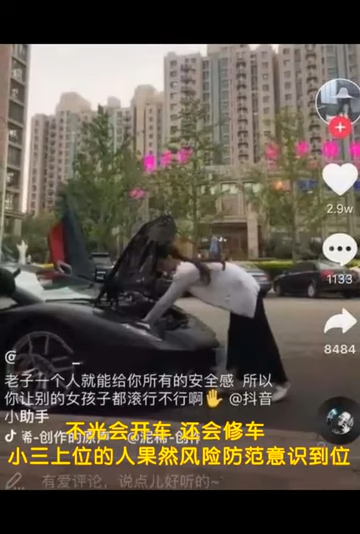 2.9w
1133
8484
@
老子一个人就能给你所有的安全感 所以
你让别的女孩子都滚行不行啊✋ @抖音
小助手
不光会开车 还会修车
小三上位的人果然风险防范意识到位
有爱评论,说点儿好听的~